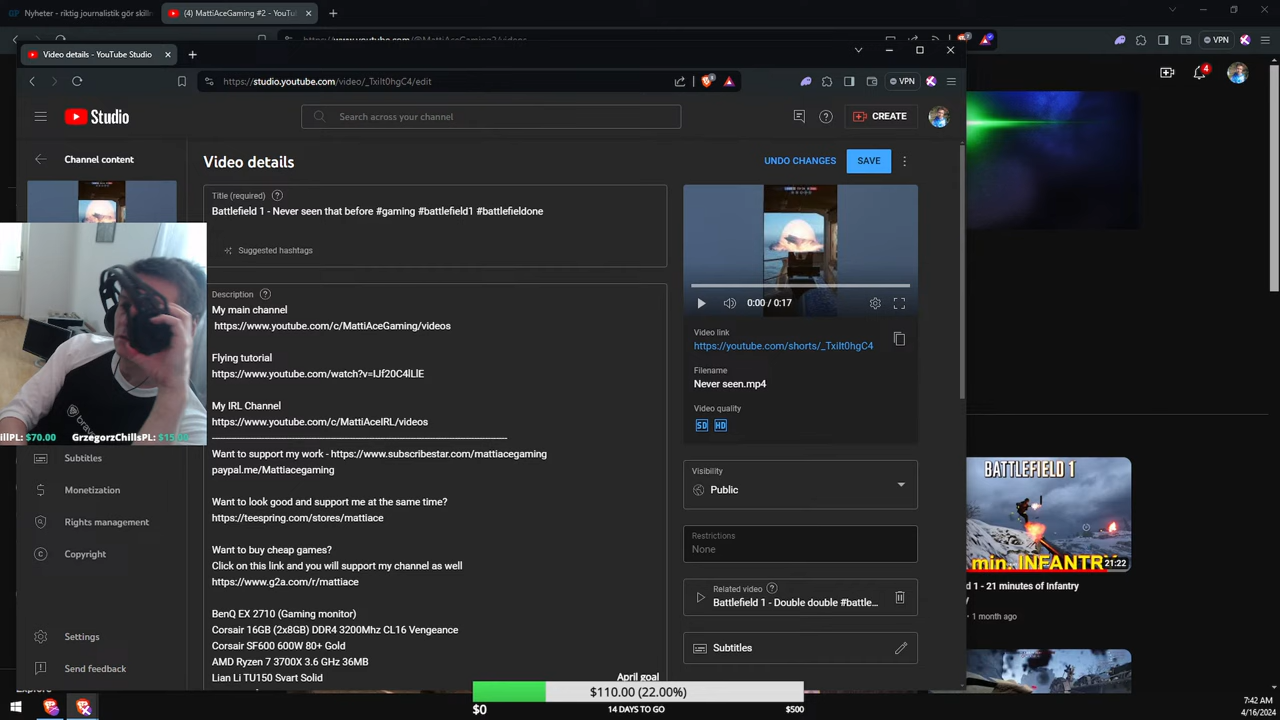 Nyheter - riktig journalistik gör skilln
(4) MattiAceGaming #2 - YouTu
Video details - YouTube Studio
https://studio.youtube.com/video/_TxiIt0hgC4/edit
VPN
VPN
4
Studio
Search across your channel
CREATE
Channel content
Video details
UNDO CHANGES
SAVE
Title (required)
Battlefield 1 - Never seen that before #gaming #battlefield1 #battlefieldone
Suggested hashtags
Description
My main channel
https://www.youtube.com/c/MattiAceGaming/videos
Flying tutorial
https://www.youtube.com/watch?v=IJf20C4lLlE
My IRL Channel
https://www.youtube.com/c/MattiAceIRL/videos
Want to support my work - https://www.subscribestar.com/mattiacegaming
paypal.me/Mattiacegaming
Want to look good and support me at the same time?
https://teespring.com/stores/mattiace
Want to buy cheap games?
Click on this link and you will support my channel as well
https://www.g2a.com/r/mattiace
BenQ EX 2710 (Gaming monitor)
Corsair 16GB (2x8GB) DDR4 3200Mhz CL16 Vengeance
Corsair SF600 600W 80+ Gold
AMD Ryzen 7 3700X 3.6 GHz 36MB
Lian Li TU150 Svart Solid
0:00 / 0:17
Video link
https://youtube.com/shorts/_TxiIt0hgC4
Filename
Never seen.mp4
Video quality
SD HD
Visibility
Public
Restrictions
None
Related video
Battlefield 1 - Double double #battle...
Subtitles
illPL: $70.00 GrzegorzChillsPL:
Subtitles
Monetization
Rights management
Copyright
Settings
Send feedback
BATTLEFIELD 1
min.. INFANTRY
21:22
d 1 - 21 minutes of Infantry
1 month ago
April goal
$110.00 (22.00%)
$0
14 DAYS TO GO
$500
7:42 AM
4/16/2024